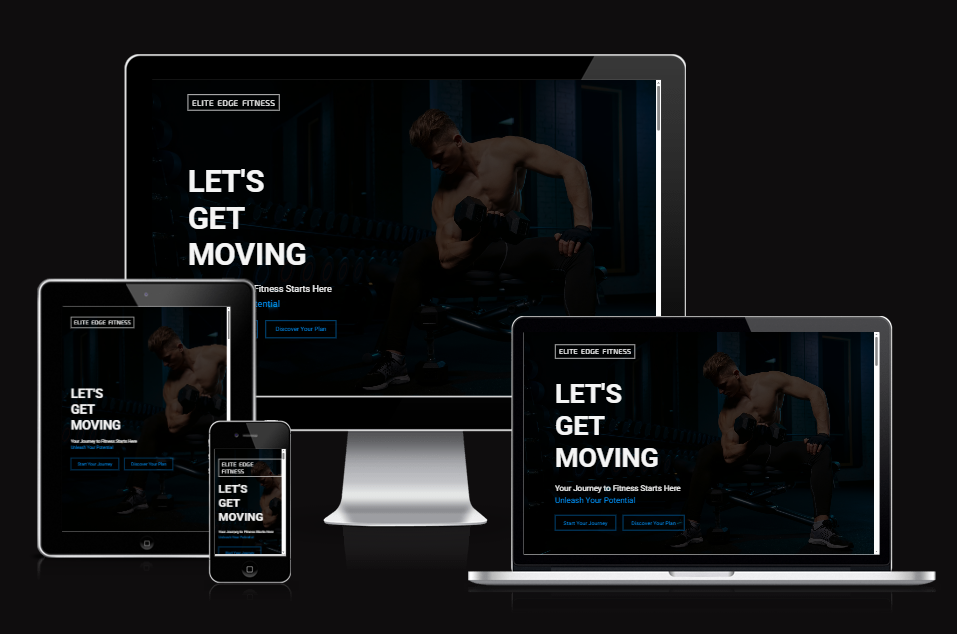 ELITE EDGE FITNESS
LET'S
GET
MOVING
Fitness Starts Here
Discover Your Plan
ELITE EDGE FITNESS
LET'S
GET
MOVING
Your Journey to Fitness Starts Here
Unleash Your Potential
Start Your Journey
Discover Your Plan
ELITE EDGE
FITNESS
LET'S
GET
MOVING
Your Journey to Fitness Starts Here
Unleash Your Potential
ELITE EDGE FITNESS
LET'S
GET
MOVING
Your Journey to Fitness Starts Here
Unleash Your Potential
Start Your Journey
Discover Your Plan